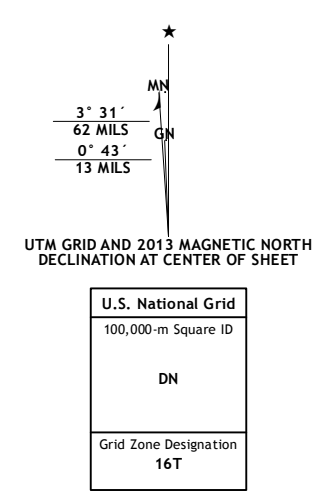 ★
MN
3° 31´
62 MILS
GN
0° 43´
13 MILS
UTM GRID AND 2013 MAGNETIC NORTH
DECLINATION AT CENTER OF SHEET
U.S. National Grid
100,000-m Square ID
DN
Grid Zone Designation
16T